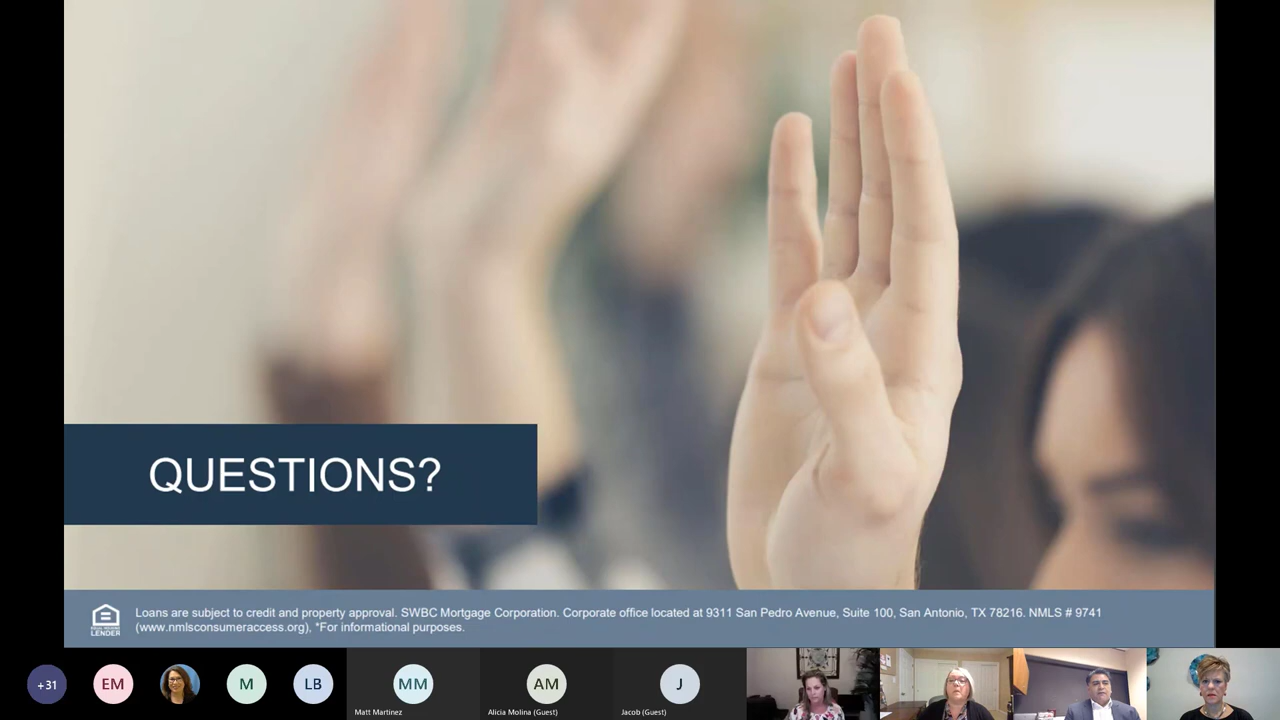 QUESTIONS?
Loans are subject to credit and property approval. SWBC Mortgage Corporation. Corporate office located at 9311 San Pedro Avenue, Suite 100, San Antonio, TX 78216. NMLS # 9741
(www.nmlsconsumeraccess.org), *For informational purposes.
LENDER
+31
EM
M
LB
MM
AM
J
Matt Martinez
Alicia Molina (Guest)
Jacob (Guest)